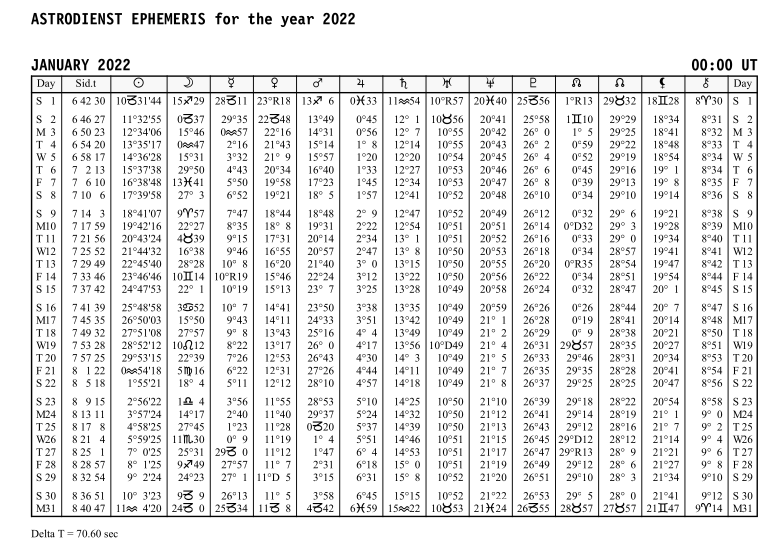 ASTRODIENST EPHEMERIS for the year 2022
JANUARY 2022 00:00 UT
Day Sid.t ☉ ☽ ☿ ♀ ♂ ♃ ♄ ♅ ♆ ♇ ☊ ☊ ⚸ ⚷ Day
S 1 6 42 30 10♑31'44 15♐29 28♑11 23°R18 13♐ 6 0♓33 11♒54 10°R57 20♓40 25♑56 1°R13 29♉32 18♊28 8♈30 S 1
S 2 6 46 27 11°32'55 0♑37 29°35 22♑48 13°49 0°45 12° 1 10♉56 20°41 25°58 1♊10 29°29 18°34 8°31 S 2
M 3 6 50 23 12°34'06 15°46 0♒57 22°16 14°31 0°56 12° 7 10°55 20°42 26° 0 1° 5 29°25 18°41 8°32 M 3
T 4 6 54 20 13°35'17 0♒47 2°16 21°43 15°14 1° 8 12°14 10°55 20°43 26° 2 0°59 29°22 18°48 8°33 T 4
W 5 6 58 17 14°36'28 15°31 3°32 21° 9 15°57 1°20 12°20 10°54 20°45 26° 4 0°52 29°19 18°54 8°34 W 5
T 6 7 2 13 15°37'38 29°50 4°43 20°34 16°40 1°33 12°27 10°53 20°46 26° 6 0°45 29°16 19° 1 8°34 T 6
F 7 7 6 10 16°38'48 13♓41 5°50 19°58 17°23 1°45 12°34 10°53 20°47 26° 8 0°39 29°13 19° 8 8°35 F 7
S 8 7 10 6 17°39'58 27° 3 6°52 19°21 18° 5 1°57 12°41 10°52 20°48 26°10 0°34 29°10 19°14 8°36 S 8
S 9 7 14 3 18°41'07 9♈57 7°47 18°44 18°48 2° 9 12°47 10°52 20°49 26°12 0°32 29° 6 19°21 8°38 S 9
M10 7 17 59 19°42'16 22°27 8°35 18° 8 19°31 2°22 12°54 10°51 20°51 26°14 0°D32 29° 3 19°28 8°39 M10
T 11 7 21 56 20°43'24 4♉39 9°15 17°31 20°14 2°34 13° 1 10°51 20°52 26°16 0°33 29° 0 19°34 8°40 T 11
W12 7 25 52 21°44'32 16°38 9°46 16°55 20°57 2°47 13° 8 10°50 20°53 26°18 0°34 28°57 19°41 8°41 W12
T 13 7 29 49 22°45'40 28°28 10° 8 16°20 21°40 3° 0 13°15 10°50 20°55 26°20 0°R35 28°54 19°47 8°42 T 13
F 14 7 33 46 23°46'46 10♊14 10°R19 15°46 22°24 3°12 13°22 10°50 20°56 26°22 0°34 28°51 19°54 8°44 F 14
S 15 7 37 42 24°47'53 22° 1 10°19 15°13 23° 7 3°25 13°28 10°49 20°58 26°24 0°32 28°47 20° 1 8°45 S 15
S 16 7 41 39 25°48'58 3♋52 10° 7 14°41 23°50 3°38 13°35 10°49 20°59 26°26 0°26 28°44 20° 7 8°47 S 16
M17 7 45 35 26°50'03 15°50 9°43 14°11 24°33 3°51 13°42 10°49 21° 1 26°28 0°19 28°41 20°14 8°48 M17
T 18 7 49 32 27°51'08 27°57 9° 8 13°43 25°16 4° 4 13°49 10°49 21° 2 26°29 0° 9 28°38 20°21 8°50 T 18
W19 7 53 28 28°52'12 10♌12 8°22 13°17 26° 0 4°17 13°56 10°D49 21° 4 26°31 29♉57 28°35 20°27 8°51 W19
T 20 7 57 25 29°53'15 22°39 7°26 12°53 26°43 4°30 14° 3 10°49 21° 5 26°33 29°46 28°31 20°34 8°53 T 20
F 21 8 1 22 0♒54'18 5♍16 6°22 12°31 27°26 4°44 14°11 10°49 21° 7 26°35 29°35 28°28 20°41 8°54 F 21
S 22 8 5 18 1°55'21 18° 4 5°11 12°12 28°10 4°57 14°18 10°49 21° 8 26°37 29°25 28°25 20°47 8°56 S 22
S 23 8 9 15 2°56'22 1♎ 4 3°56 11°55 28°53 5°10 14°25 10°50 21°10 26°39 29°18 28°22 20°54 8°58 S 23
M24 8 13 11 3°57'24 14°17 2°40 11°40 29°37 5°24 14°32 10°50 21°12 26°41 29°14 28°19 21° 1 9° 0 M24
T 25 8 17 8 4°58'25 27°45 1°23 11°28 0♑20 5°37 14°39 10°50 21°13 26°43 29°12 28°16 21° 7 9° 2 T 25
W26 8 21 4 5°59'25 11♏30 0° 9 11°19 1° 4 5°51 14°46 10°51 21°15 26°45 29°D12 28°12 21°14 9° 4 W26
T 27 8 25 1 7° 0'25 25°31 29♑ 0 11°12 1°47 6° 4 14°53 10°51 21°17 26°47 29°R13 28° 9 21°21 9° 6 T 27
F 28 8 28 57 8° 1'25 9♐49 27°57 11° 7 2°31 6°18 15° 0 10°51 21°19 26°49 29°12 28° 6 21°27 9° 8 F 28
S 29 8 32 54 9° 2'24 24°23 27° 1 11°D 5 3°15 6°31 15° 8 10°52 21°20 26°51 29°10 28° 3 21°34 9°10 S 29
S 30 8 36 51 10° 3'23 9♑ 9 26°13 11° 5 3°58 6°45 15°15 10°52 21°22 26°53 29° 5 28° 0 21°41 9°12 S 30
M31 8 40 47 11♒ 4'20 24♑ 0 25♑34 11♑ 8 4♑42 6♓59 15♒22 10♉53 21♓24 26♑55 28♉57 27♉57 21♊47 9♈14 M31
Delta T = 70.60 sec